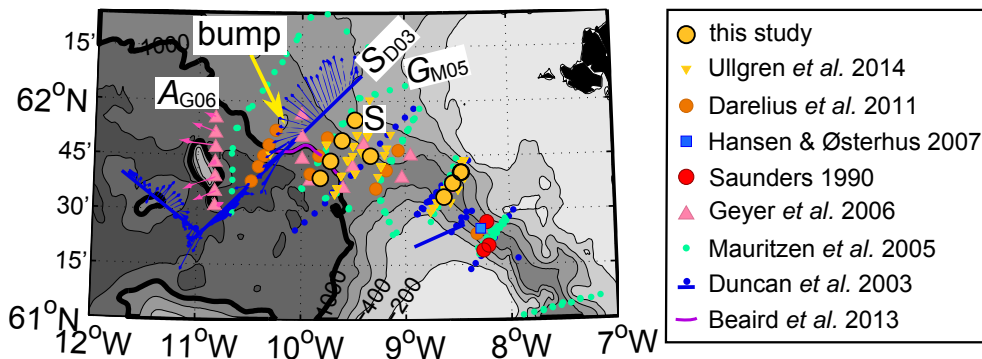 bump
S_D03
G_M05
A_G06
S
1000
1000
400
200
15'
62°N
45'
30'
15'
61°N
12°W
11°W
10°W
9°W
8°W
7°W
this study
Ullgren et al. 2014
Darelius et al. 2011
Hansen & Østerhus 2007
Saunders 1990
Geyer et al. 2006
Mauritzen et al. 2005
Duncan et al. 2003
Beaird et al. 2013